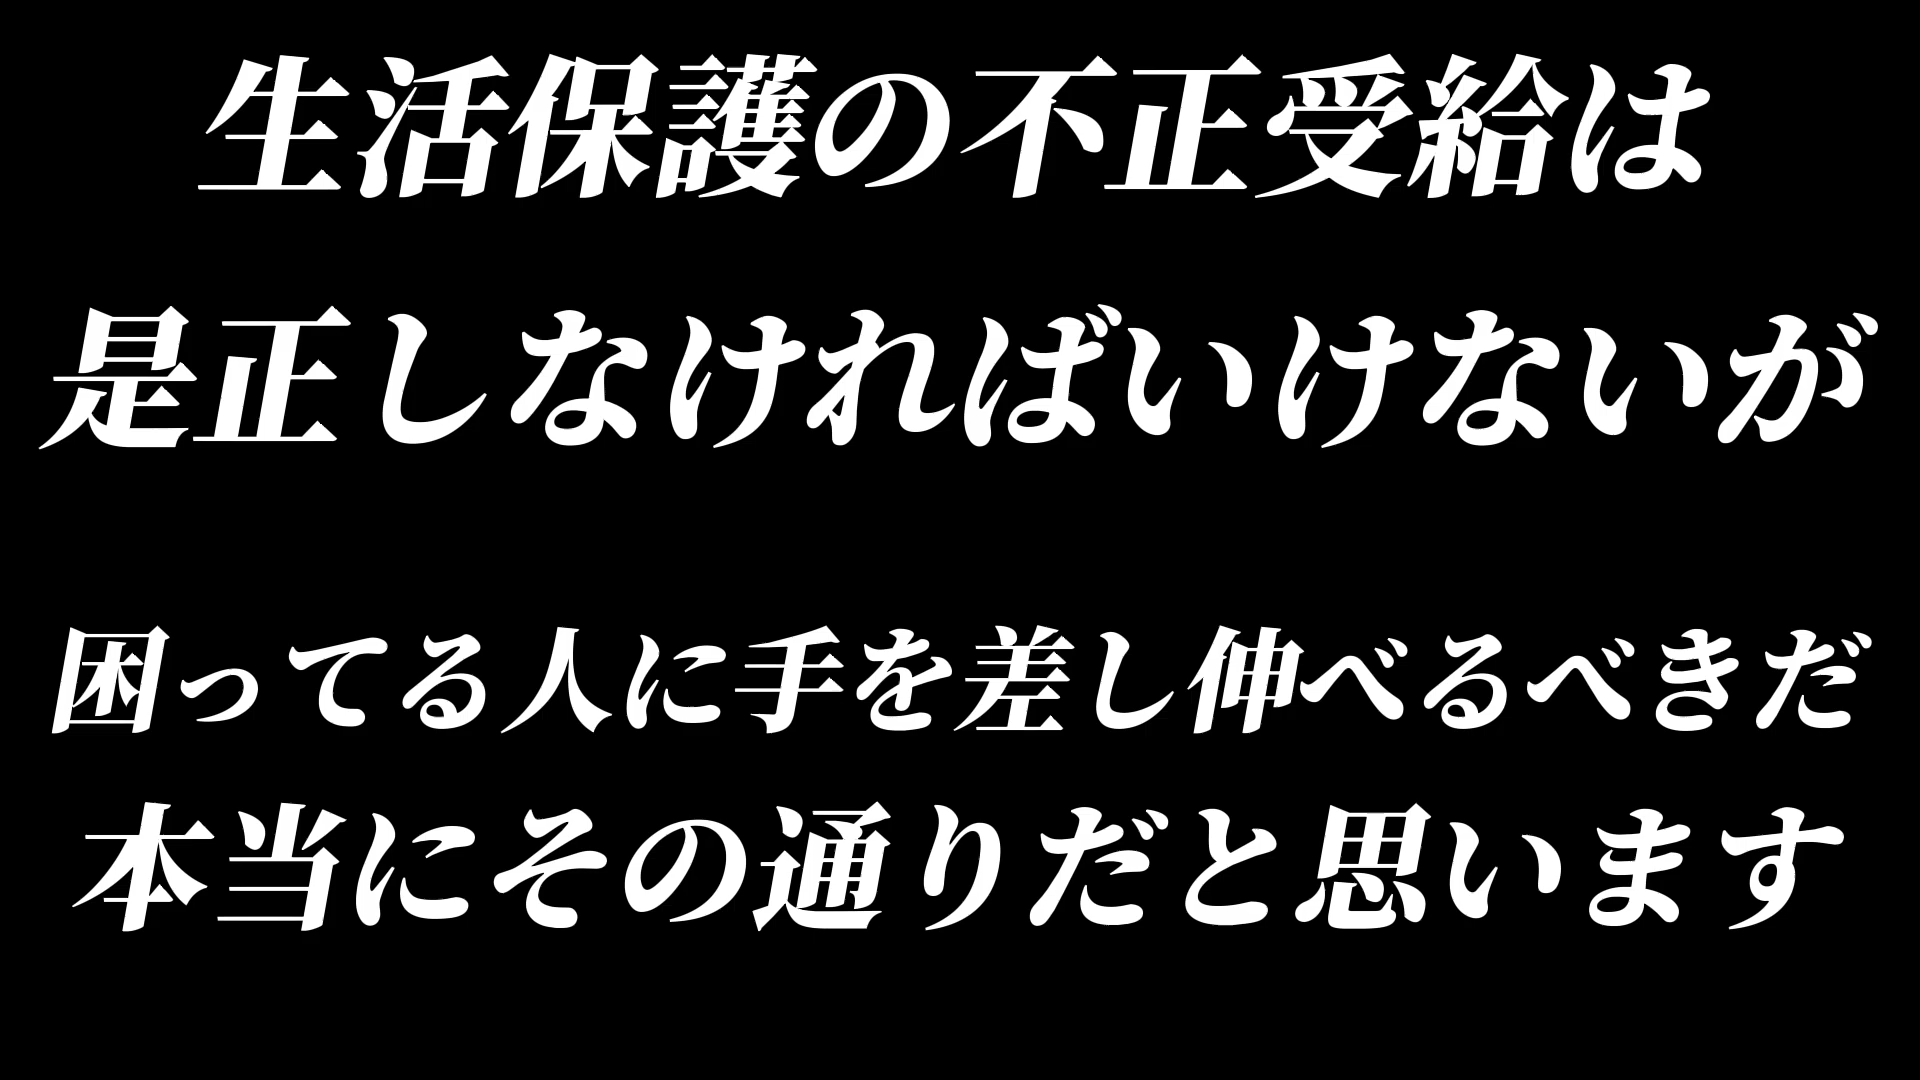 生活保護の不正受給は
是正しなければいけないが
困ってる人に手を差し伸べるべきだ
本当にその通りだと思います